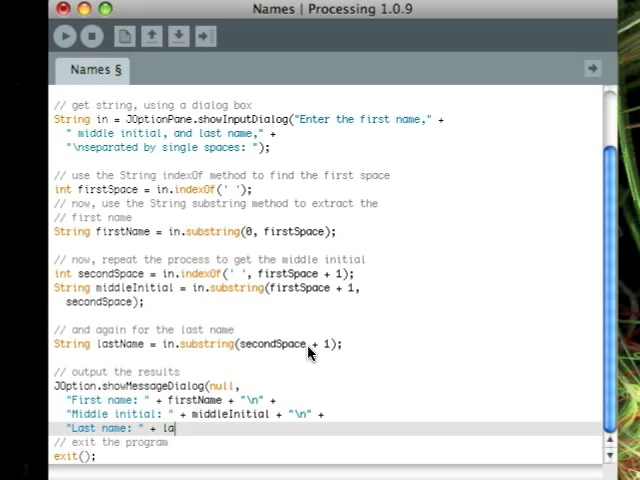 Names | Processing 1.0.9
Names §
// get string, using a dialog box
String in = JOptionPane.showInputDialog("Enter the first name," +
" middle initial, and last name," +
"\nseparated by single spaces: ");
// use the String indexOf method to find the first space
int firstSpace = in.indexOf(' ');
// now, use the String substring method to extract the
// first name
String firstName = in.substring(0, firstSpace);
// now, repeat the process to get the middle initial
int secondSpace = in.indexOf(' ', firstSpace + 1);
String middleInitial = in.substring(firstSpace + 1,
secondSpace);
// and again for the last name
String lastName = in.substring(secondSpace + 1);
// output the results
JOption.showMessageDialog(null,
"First name: " + firstName + "\n" +
"Middle initial: " + middleInitial + "\n" +
"Last name: " + la
// exit the program
exit();